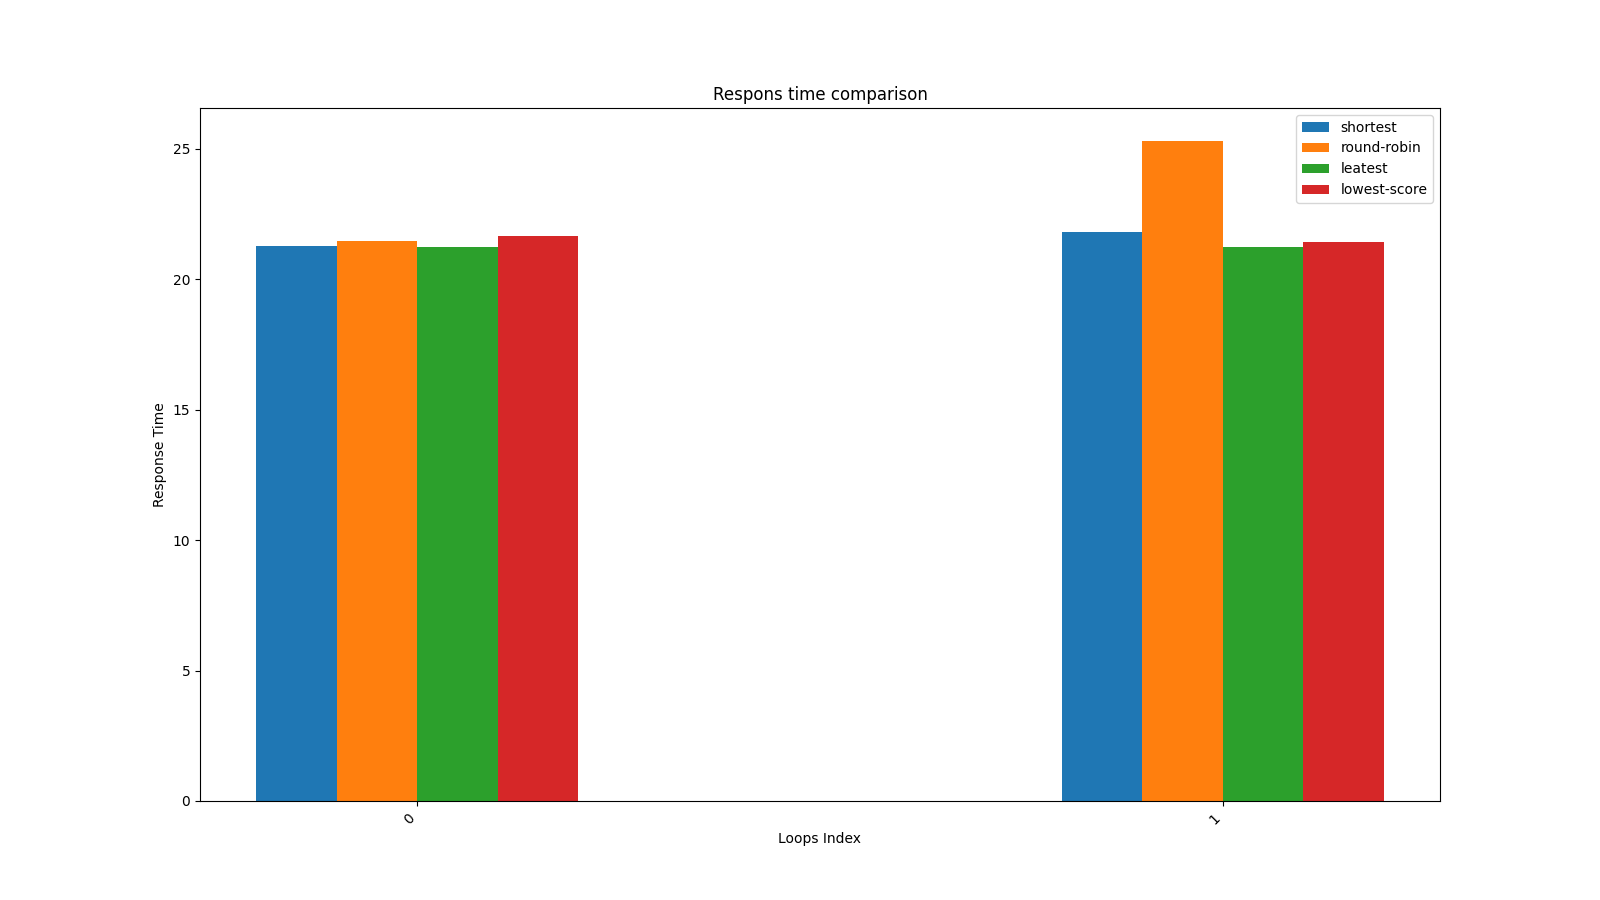 Respons time comparison
shortest
round-robin
leatest
lowest-score
Response Time
25
20
15
10
5
0
0
1
Loops Index